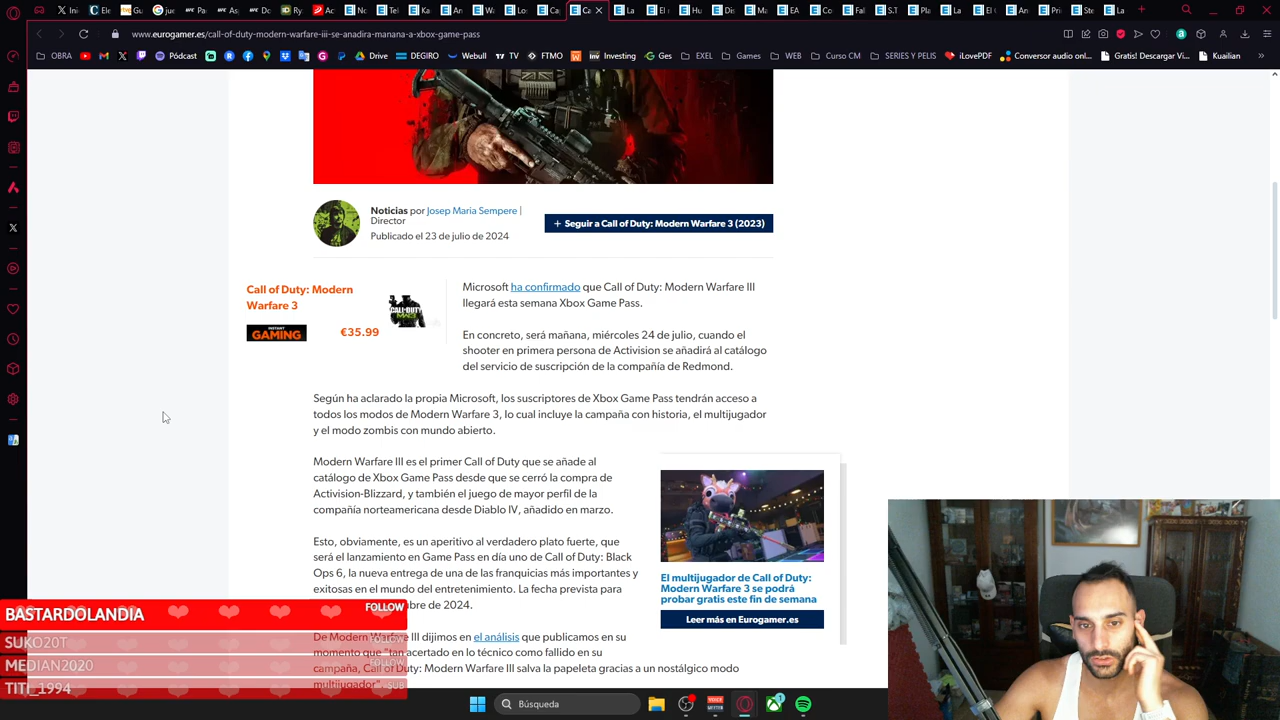 www.eurogamer.es/call-of-duty-modern-warfare-iii-se-anadira-manana-a-xbox-game-pass
OBRA
Pódcast
Drive
DEGIRO
Webull
TV
FTMO
Investing
Ges
EXEL
Games
WEB
Curso CM
SERIES Y PELIS
iLovePDF
Conversor audio onl...
Gratis! Descargar Vi...
Kuailian
Noticias por Josep Maria Sempere |
Director
Publicado el 23 de julio de 2024
+ Seguir a Call of Duty: Modern Warfare 3 (2023)
Call of Duty: Modern
Warfare 3
INSTANT
GAMING
€35.99
Microsoft ha confirmado que Call of Duty: Modern Warfare III
llegará esta semana Xbox Game Pass.
En concreto, será mañana, miércoles 24 de julio, cuando el
shooter en primera persona de Activision se añadirá al catálogo
del servicio de suscripción de la compañía de Redmond.
Según ha aclarado la propia Microsoft, los suscriptores de Xbox Game Pass tendrán acceso a
todos los modos de Modern Warfare 3, lo cual incluye la campaña con historia, el multijugador
y el modo zombis con mundo abierto.
Modern Warfare III es el primer Call of Duty que se añade al
catálogo de Xbox Game Pass desde que se cerró la compra de
Activision-Blizzard, y también el juego de mayor perfil de la
compañía norteamericana desde Diablo IV, añadido en marzo.
Esto, obviamente, es un aperitivo al verdadero plato fuerte, que
será el lanzamiento en Game Pass en día uno de Call of Duty: Black
Ops 6, la nueva entrega de una de las franquicias más importantes y
exitosas en el mundo del entretenimiento. La fecha prevista para
ubre de 2024.
De Modern Warfare III dijimos en el análisis que publicamos en su
momento que "tan acertado en lo técnico como fallido en su
campaña, Call of Duty: Modern Warfare III salva la papeleta gracias a un nostálgico modo
multijugador".
El multijugador de Call of Duty:
Modern Warfare 3 se podrá
probar gratis este fin de semana
Leer más en Eurogamer.es
BASTARDOLANDIA FOLLOW
SUKO20T FOLLOW
MEDIAN2020 FOLLOW
TITI_1994 SUB
Búsqueda